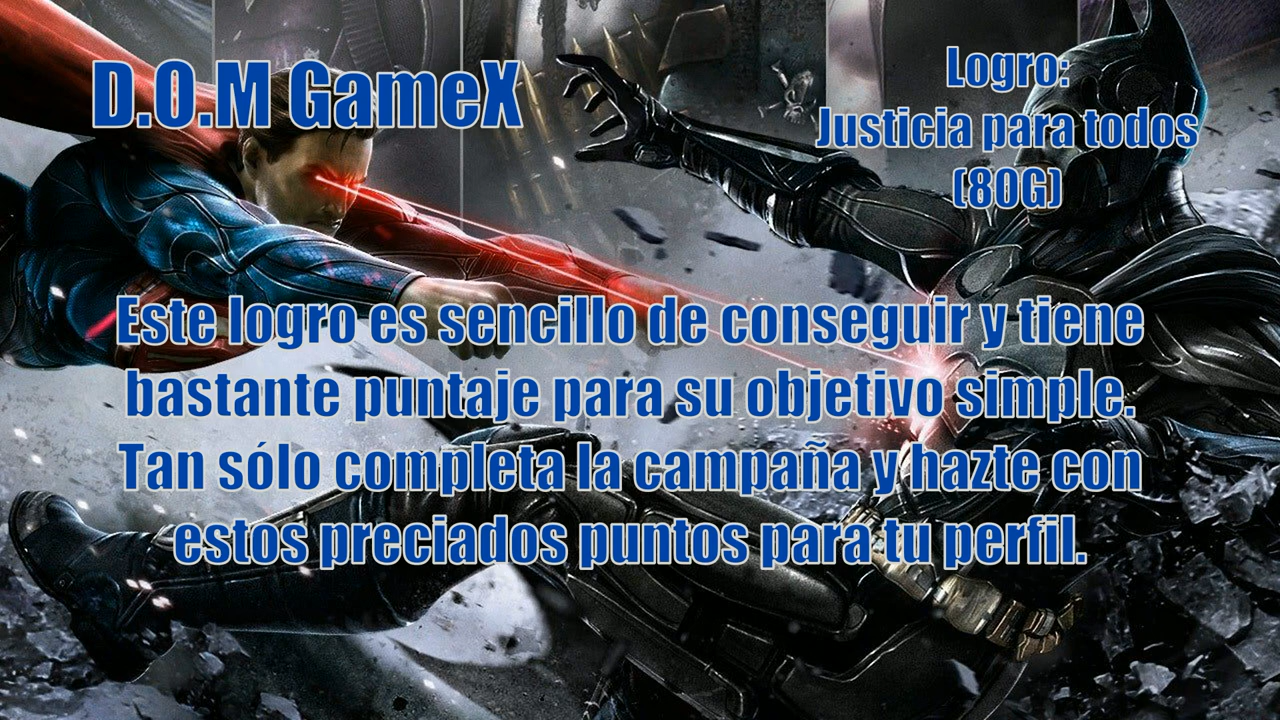 D.O.M GameX
Logro:
Justicia para todos
(80G)
Este logro es sencillo de conseguir y tiene
bastante puntaje para su objetivo simple.
Tan sólo completa la campaña y hazte con
estos preciados puntos para tu perfil.